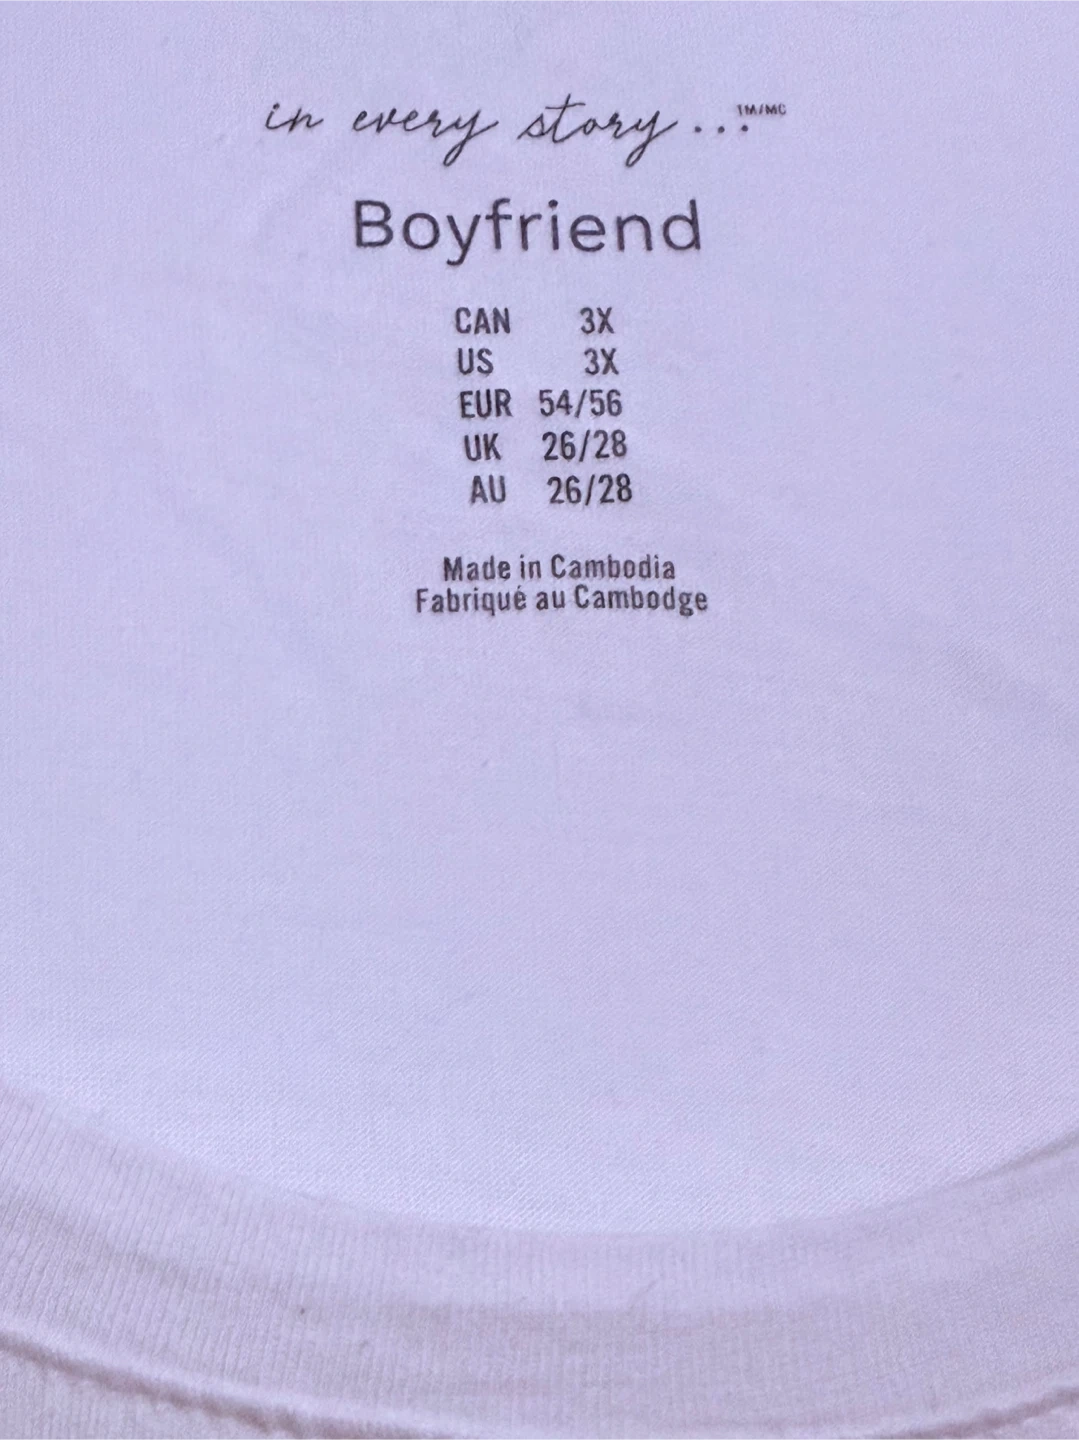 in every story...TM/MC
Boyfriend
CAN 3X
US 3X
EUR 54/56
UK 26/28
AU 26/28
Made in Cambodia
Fabriqué au Cambodge